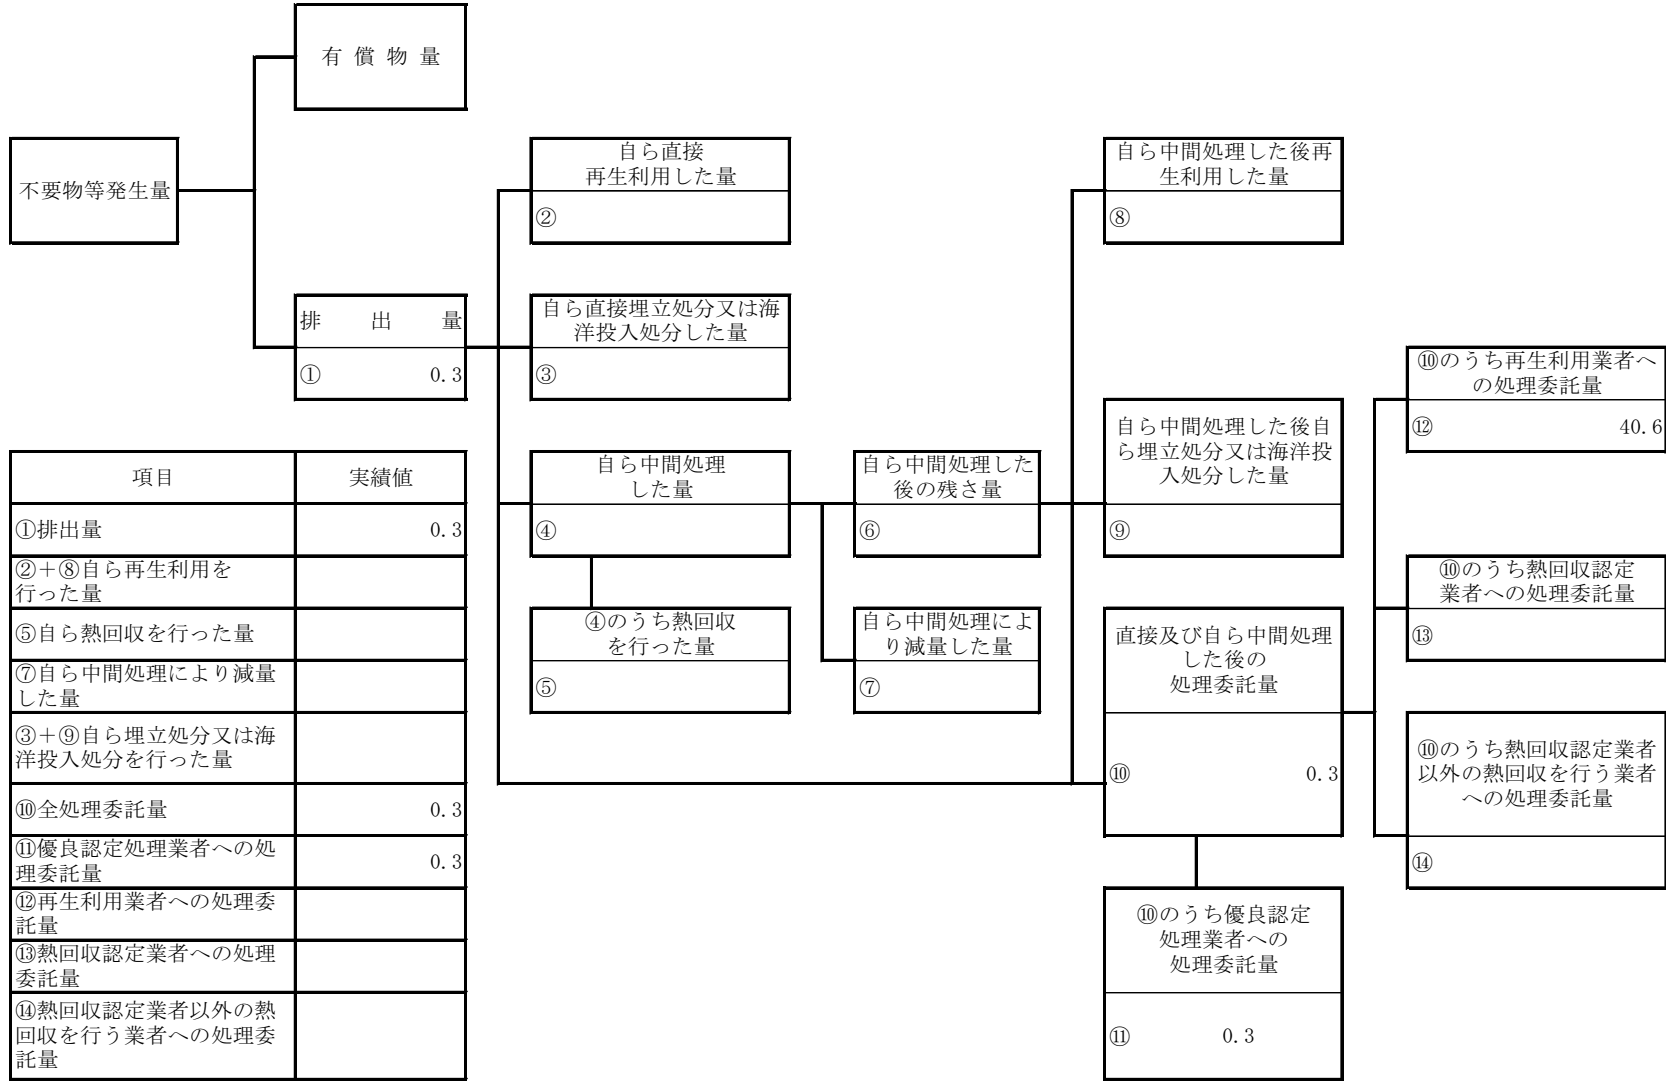 有 償 物 量
不要物等発生量
自ら直接
再生利用した量
②
自ら中間処理した後再
生利用した量
⑧
排 出 量
① 0.3
自ら直接埋立処分又は海
洋投入処分した量
③
⑩のうち再生利用業者へ
の処理委託量
⑫ 40.6
自ら中間処理した後自
ら埋立処分又は海洋投
入処分した量
⑨
自ら中間処理
した量
④
自ら中間処理した
後の残さ量
⑥
⑩のうち熱回収認定
業者への処理委託量
⑬
④のうち熱回収
を行った量
⑤
自ら中間処理によ
り減量した量
⑦
直接及び自ら中間処理
した後の
処理委託量
⑩ 0.3
⑩のうち熱回収認定業者
以外の熱回収を行う業者
への処理委託量
⑭
⑩のうち優良認定
処理業者への
処理委託量
⑪ 0.3
項目 実績値
①排出量 0.3
②＋⑧自ら再生利用を
行った量
⑤自ら熱回収を行った量
⑦自ら中間処理により減量
した量
③＋⑨自ら埋立処分又は海
洋投入処分を行った量
⑩全処理委託量 0.3
⑪優良認定処理業者への処
理委託量 0.3
⑫再生利用業者への処理委
託量
⑬熱回収認定業者への処理
委託量
⑭熱回収認定業者以外の熱
回収を行う業者への処理委
託量